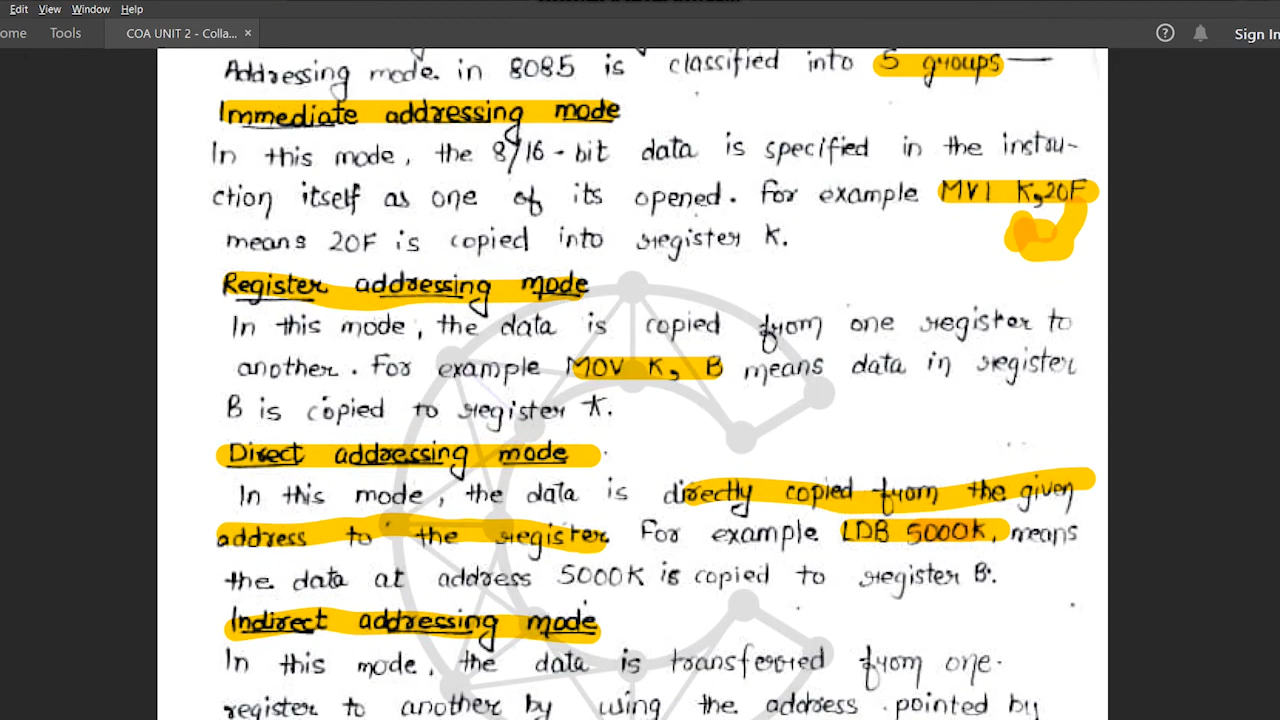 Edit View Window Help
ome Tools COA UNIT 2 - Colla... × Sign In
Addressing mode in 8085 is classified into 5 groups—
Immediate addressing mode
In this mode, the 8/16-bit data is specified in the instru-
ction itself as one of its opened. For example MVI K,20F
means 20F is copied into register K.
Register addressing mode
In this mode, the data is copied from one register to
another. For example MOV K, B means data in register
B is copied to register K.
Direct addressing mode
In this mode, the data is directly copied from the given
address to the register For example LDB 5000K, means
the data at address 5000K is copied to register B.
Indirect addressing mode
In this mode, the data is transferred from one
register to another by using the address pointed by